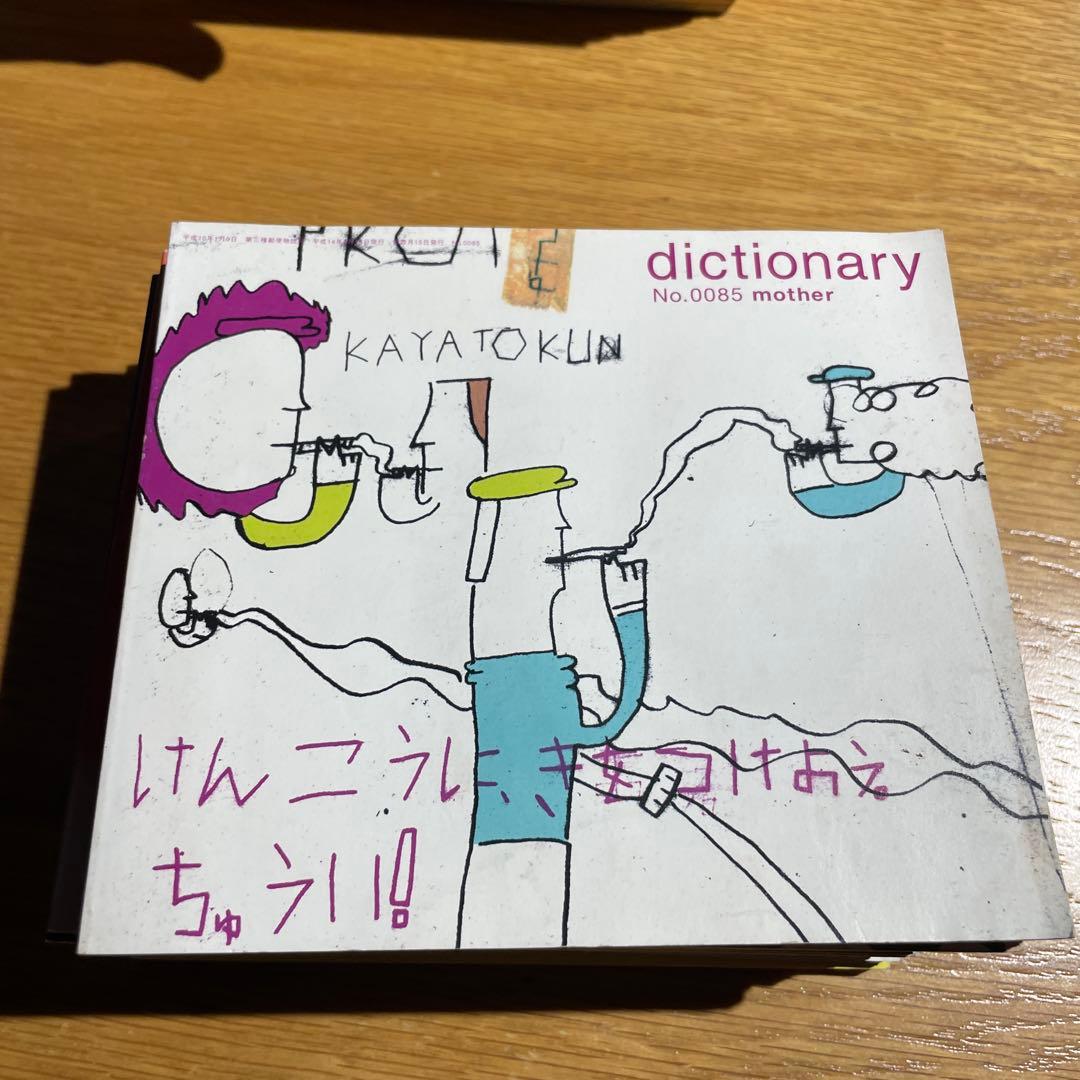 dictionary
No.0085 mother
KAYATOKUN
けんこうに、きをつけおぇ
ちゅうい!